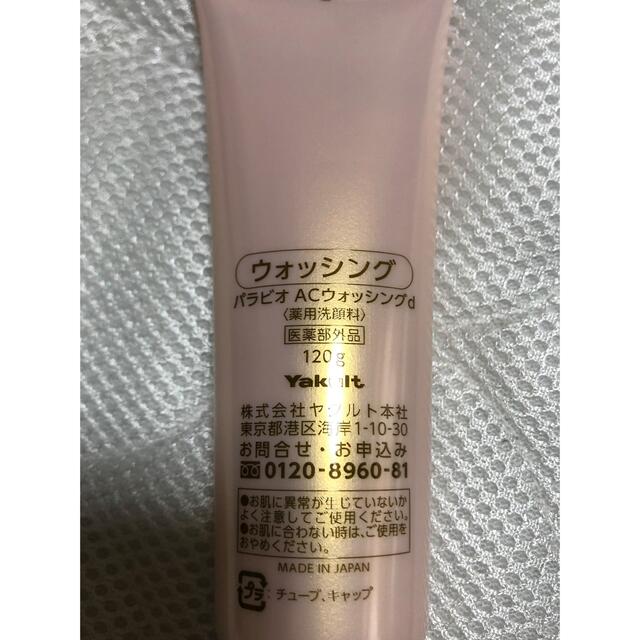 ウォッシング
パラビオ ACウォッシングd
〈薬用洗顔料〉
医薬部外品
120g
Yakult
株式会社ヤクルト本社
東京都港区海岸1-10-30
お問合せ・お申込み
0120-8960-81
●お肌に異常が生じていないか
よく注意してご使用ください。
●お肌に合わない時は、ご使用を
おやめください。
MADE IN JAPAN
プラ : チューブ、キャップ